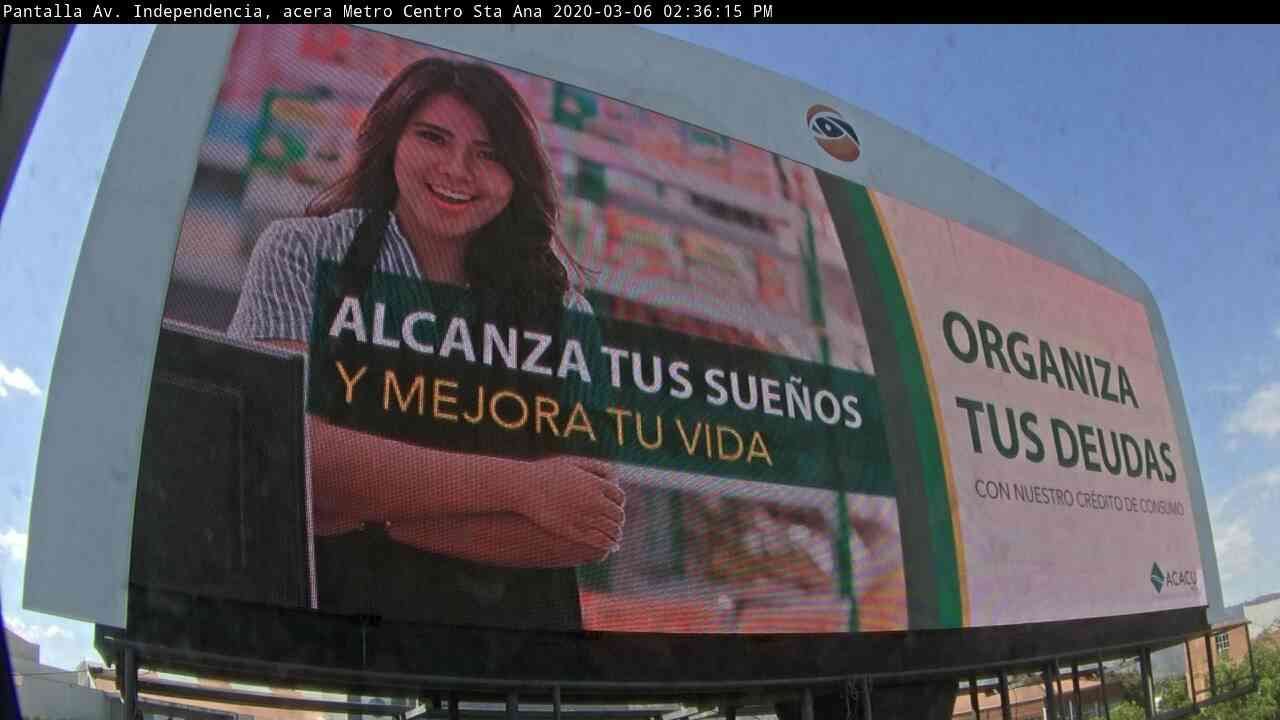 Pantalla Av. Independencia, acera Metro Centro Sta Ana 2020-03-06 02:36:15 PM
ALCANZA TUS SUEÑOS
Y MEJORA TU VIDA
ORGANIZA
TUS DEUDAS
CON NUESTRO CRÉDITO DE CONSUMO
ACACU